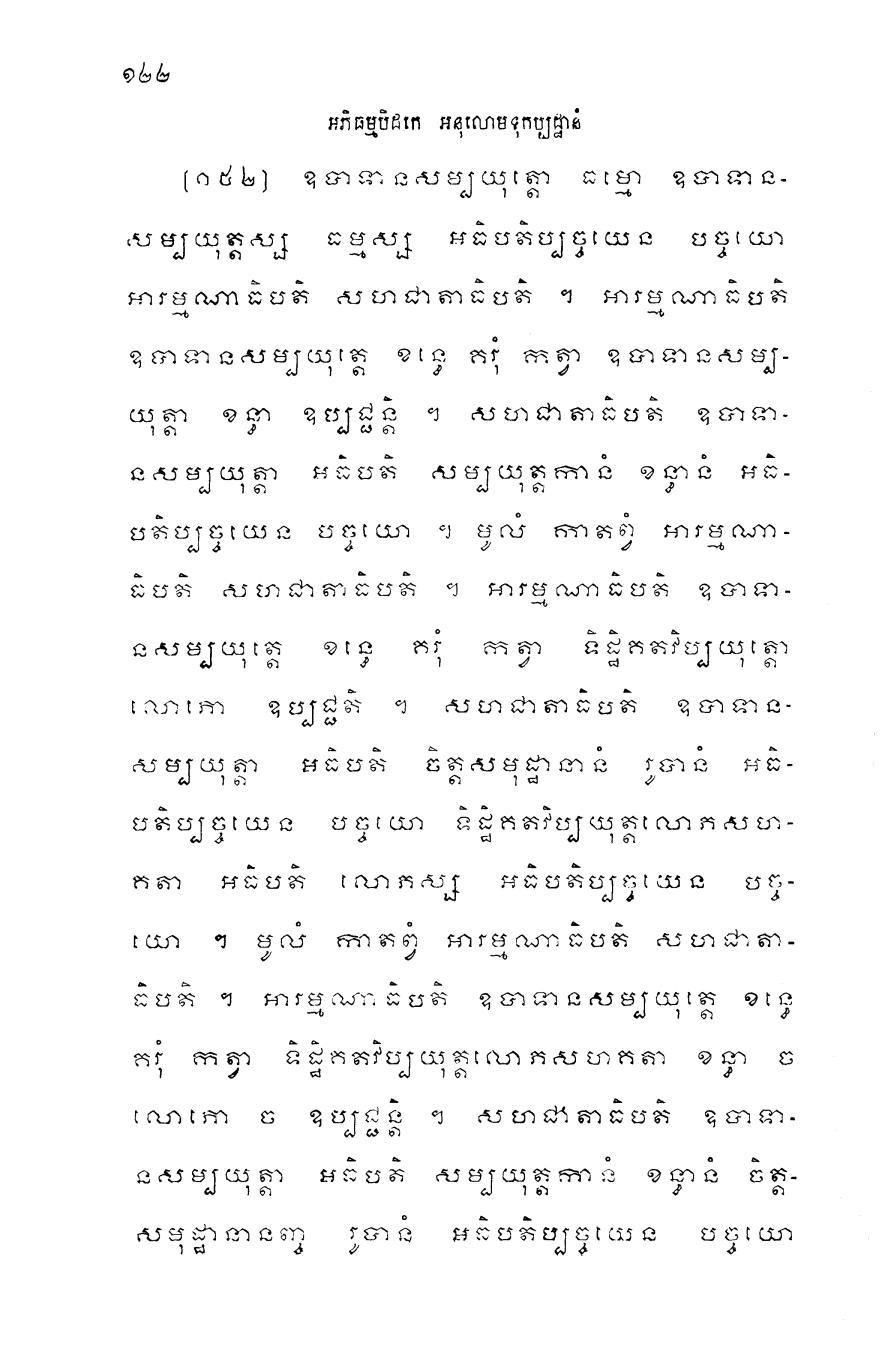 ១២២
អភិធម្មបិដកេ អនុលោមទុកប្បដ្ឋានំ
[១៥២] ឧបាទានសម្បយុត្តោ ធម្មោ ឧបាទាន-
សម្បយុត្តស្ស ធម្មស្ស អធិបតិប្បច្ចយេន បច្ចយោ
អារម្មណាធិបតិ សហជាតាធិបតិ ។ អារម្មណាធិបតិ
ឧបាទានសម្បយុត្តេ ខន្ធេ គរុំ កត្វា ឧបាទានសម្ប-
យុត្តា ខន្ធា ឧប្បជ្ជន្តិ ។ សហជាតាធិបតិ ឧបាទា-
នសម្បយុត្តា អធិបតិ សម្បយុត្តកានំ ខន្ធានំ អធិ-
បតិប្បច្ចយេន បច្ចយោ ។ មូលំ កាតព្វំ អារម្មណា-
ធិបតិ សហជាតាធិបតិ ។ អារម្មណាធិបតិ ឧបាទា-
នសម្បយុត្តេ ខន្ធេ គរុំ កត្វា ទិដ្ឋិគតវិប្បយុត្តោ
លោភោ ឧប្បជ្ជតិ ។ សហជាតាធិបតិ ឧបាទាន-
សម្បយុត្តា អធិបតិ ចិត្តសមុដ្ឋានានំ រូបានំ អធិ-
បតិប្បច្ចយេន បច្ចយោ ទិដ្ឋិគតវិប្បយុត្តលោភសហ-
គតា អធិបតិ លោភស្ស អធិបតិប្បច្ចយេន បច្ច-
យោ ។ មូលំ កាតព្វំ អារម្មណាធិបតិ សហជាតា-
ធិបតិ ។ អារម្មណាធិបតិ ឧបាទានសម្បយុត្តេ ខន្ធេ
គរុំ កត្វា ទិដ្ឋិគតវិប្បយុត្តលោភសហគតា ខន្ធា ច
លោភោ ច ឧប្បជ្ជន្តិ ។ សហជាតាធិបតិ ឧបាទា-
នសម្បយុត្តា អធិបតិ សម្បយុត្តកានំ ខន្ធានំ ចិត្ត-
សមុដ្ឋានានញ្ច រូបានំ អធិបតិប្បច្ចយេន បច្ចយោ